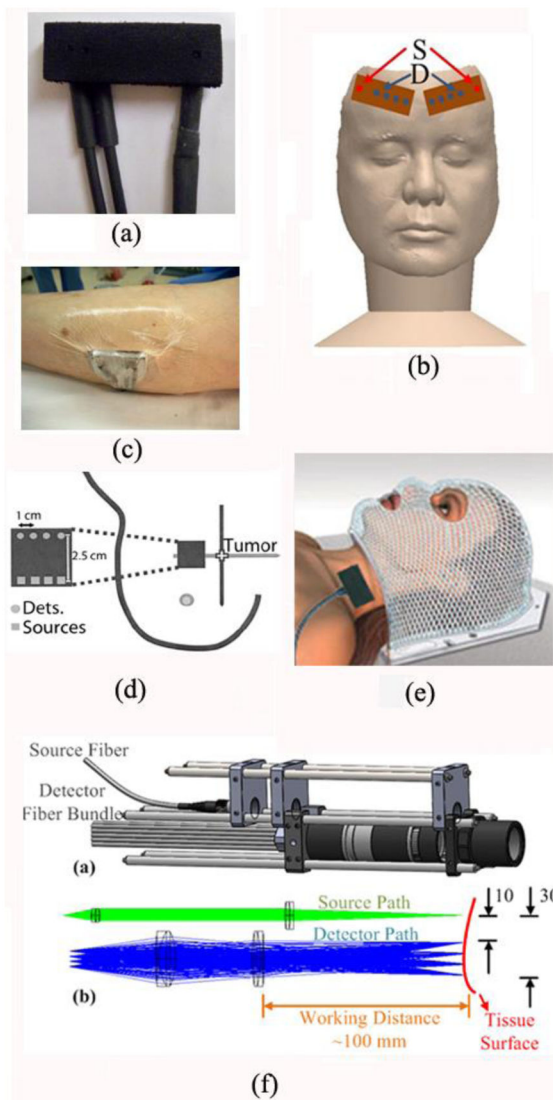 S
D
(a)
(b)
(c)
1 cm
2.5 cm
Tumor
Dets.
Sources
(d)
(e)
Source Fiber
Detector
Fiber Bundle
(a)
Source Path
10
30
Detector Path
(b)
Working Distance
~100 mm
Tissue
Surface
(f)